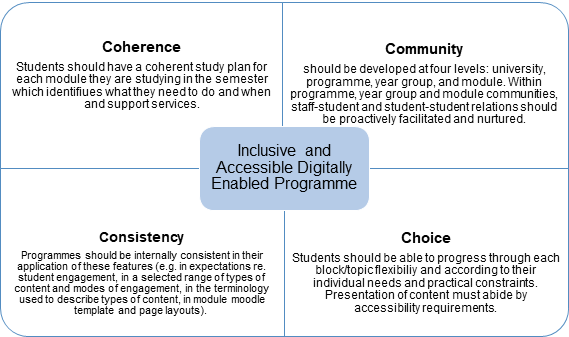 Coherence
Students should have a coherent study plan for
each module they are studying in the semester
which identifiues what they need to do and when
and support services.
Community
should be developed at four levels: university,
programme, year group, and module. Within
programme, year group and module communities,
staff-student and student-student relations should
be proactively facilitated and nurtured.
Inclusive and
Accessible Digitally
Enabled Programme
Consistency
Programmes should be internally consistent in their
application of these features (e.g. in expectations re.
student engagement, in a selected range of types of
content and modes of engagement, in the terminology
used to describe types of content, in module moodle
template and page layouts).
Choice
Students should be able to progress through each
block/topic flexibiliy and according to their
individual needs and practical constraints.
Presentation of content must abide by
accessibility requirements.